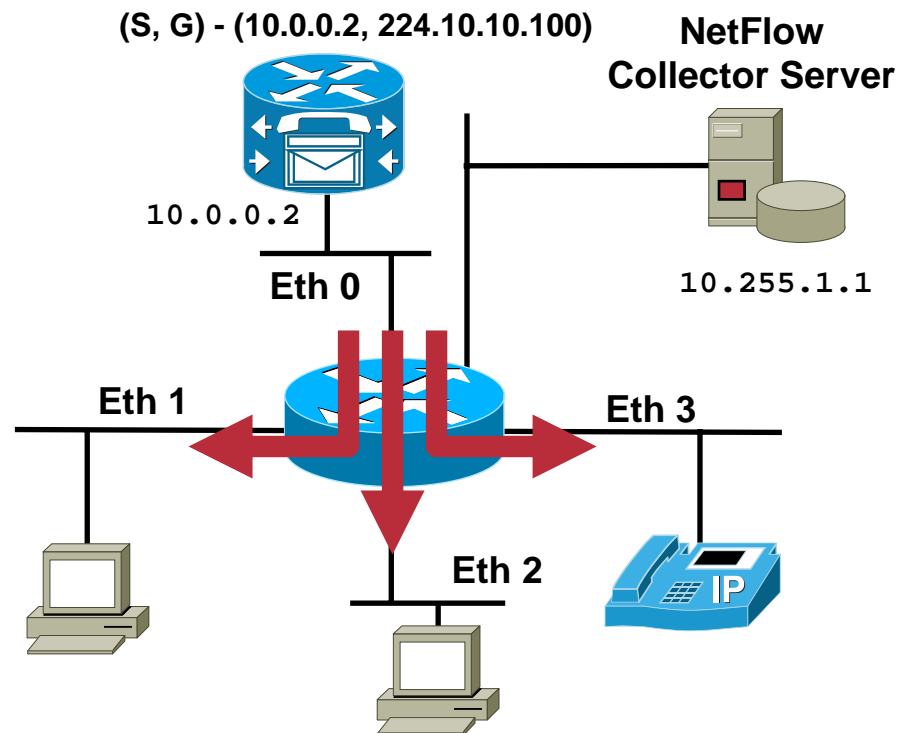 (S, G) - (10.0.0.2, 224.10.10.100)
NetFlow
Collector Server
10.0.0.2
Eth 0
10.255.1.1
Eth 1
Eth 3
Eth 2
IP